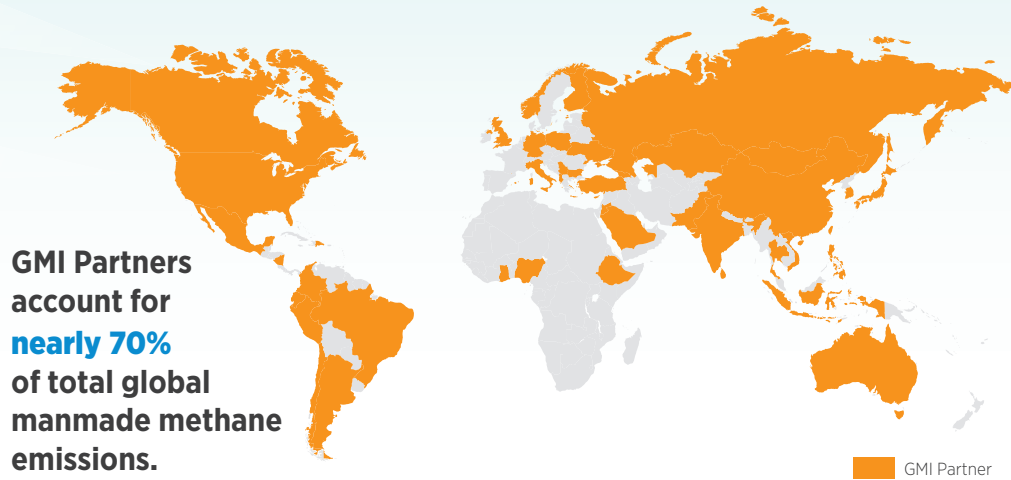 GMI Partners
account for
nearly 70%
of total global
manmade methane
emissions.
GMI Partner